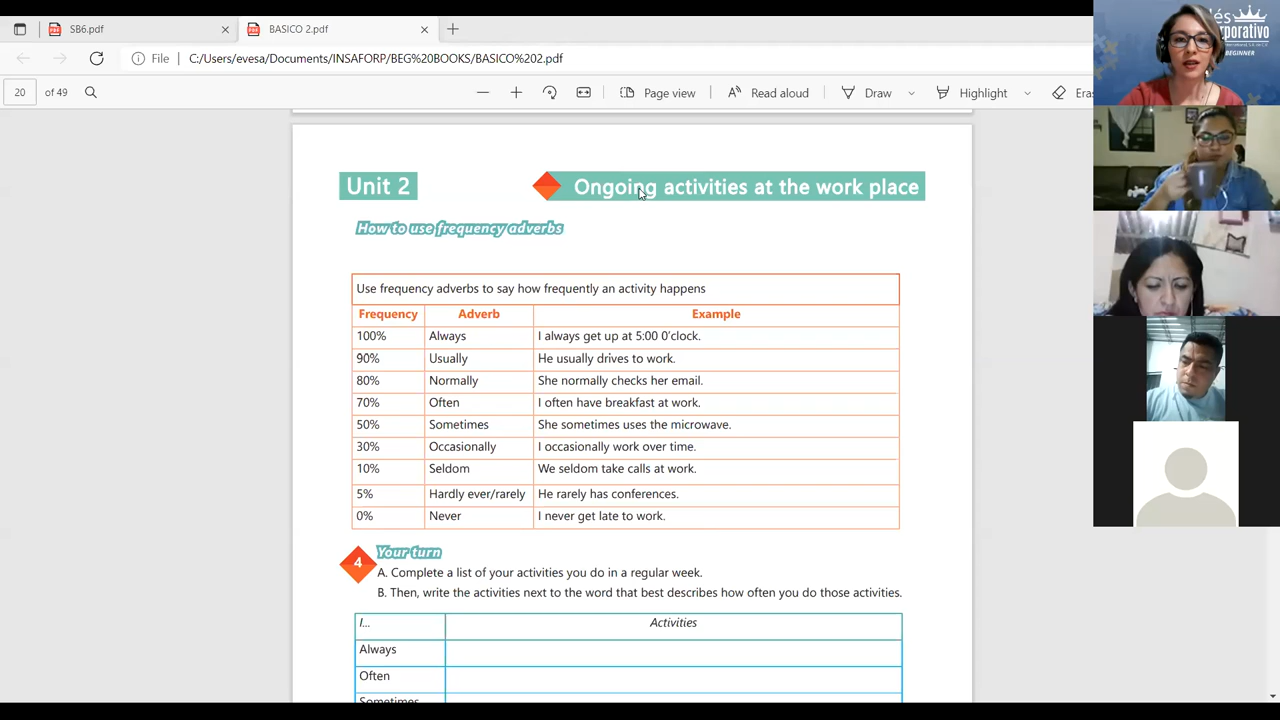 SB6.pdf
BASICO 2.pdf
File
C:/Users/evesa/Documents/INSAFORP/BEG%20BOOKS/BASICO%202.pdf
20 of 49
Page view
Read aloud
Draw
Highlight
Unit 2
Ongoing activities at the work place
How to use frequency adverbs
Use frequency adverbs to say how frequently an activity happens
Frequency Adverb Example
100% Always I always get up at 5:00 0'clock.
90% Usually He usually drives to work.
80% Normally She normally checks her email.
70% Often I often have breakfast at work.
50% Sometimes She sometimes uses the microwave.
30% Occasionally I occasionally work over time.
10% Seldom We seldom take calls at work.
5% Hardly ever/rarely He rarely has conferences.
0% Never I never get late to work.
4 Your turn
A. Complete a list of your activities you do in a regular week.
B. Then, write the activities next to the word that best describes how often you do those activities.
I... Activities
Always
Often
Sometimes
BEGINNER